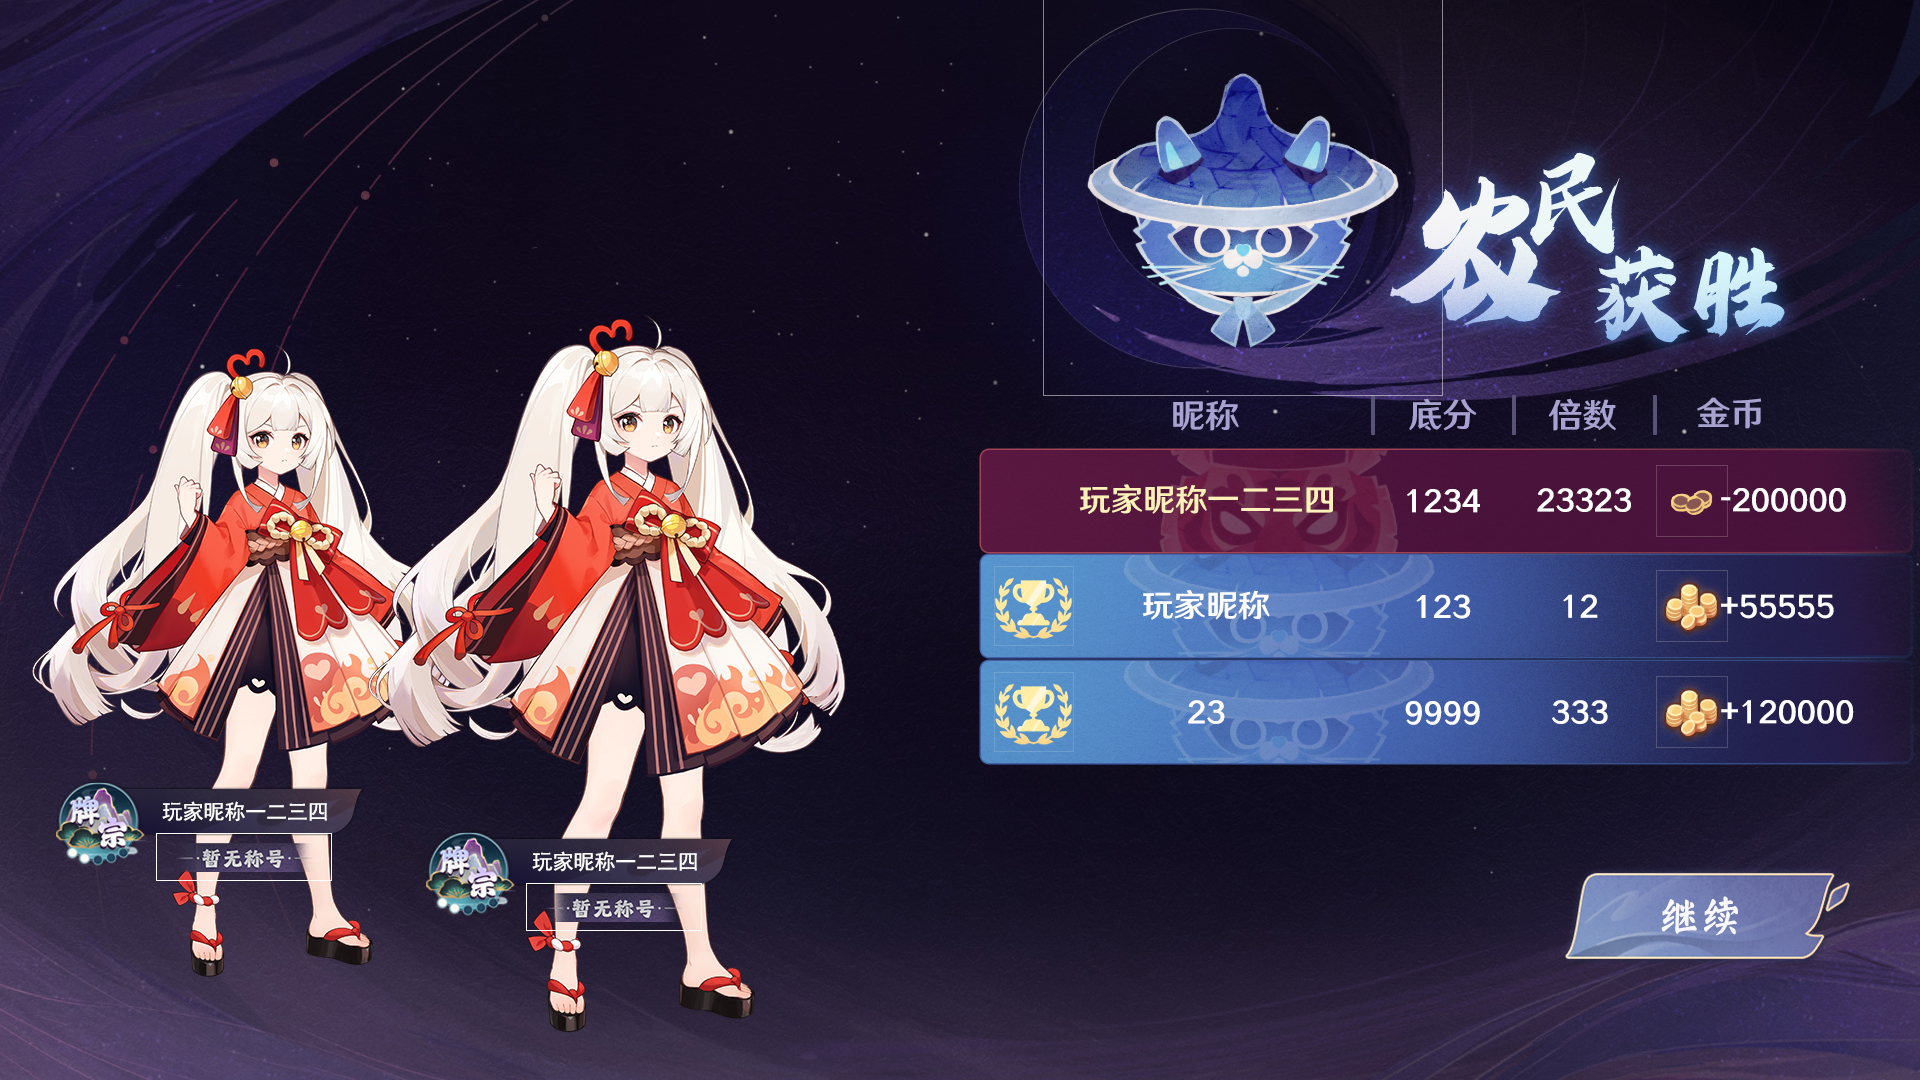 农民
获胜
昵称 底分 倍数 金币
玩家昵称一二三四 1234 23323 -200000
玩家昵称 123 12 +55555
23 9999 333 +120000
牌宗
玩家昵称一二三四
暂无称号
牌宗
玩家昵称一二三四
暂无称号
继续